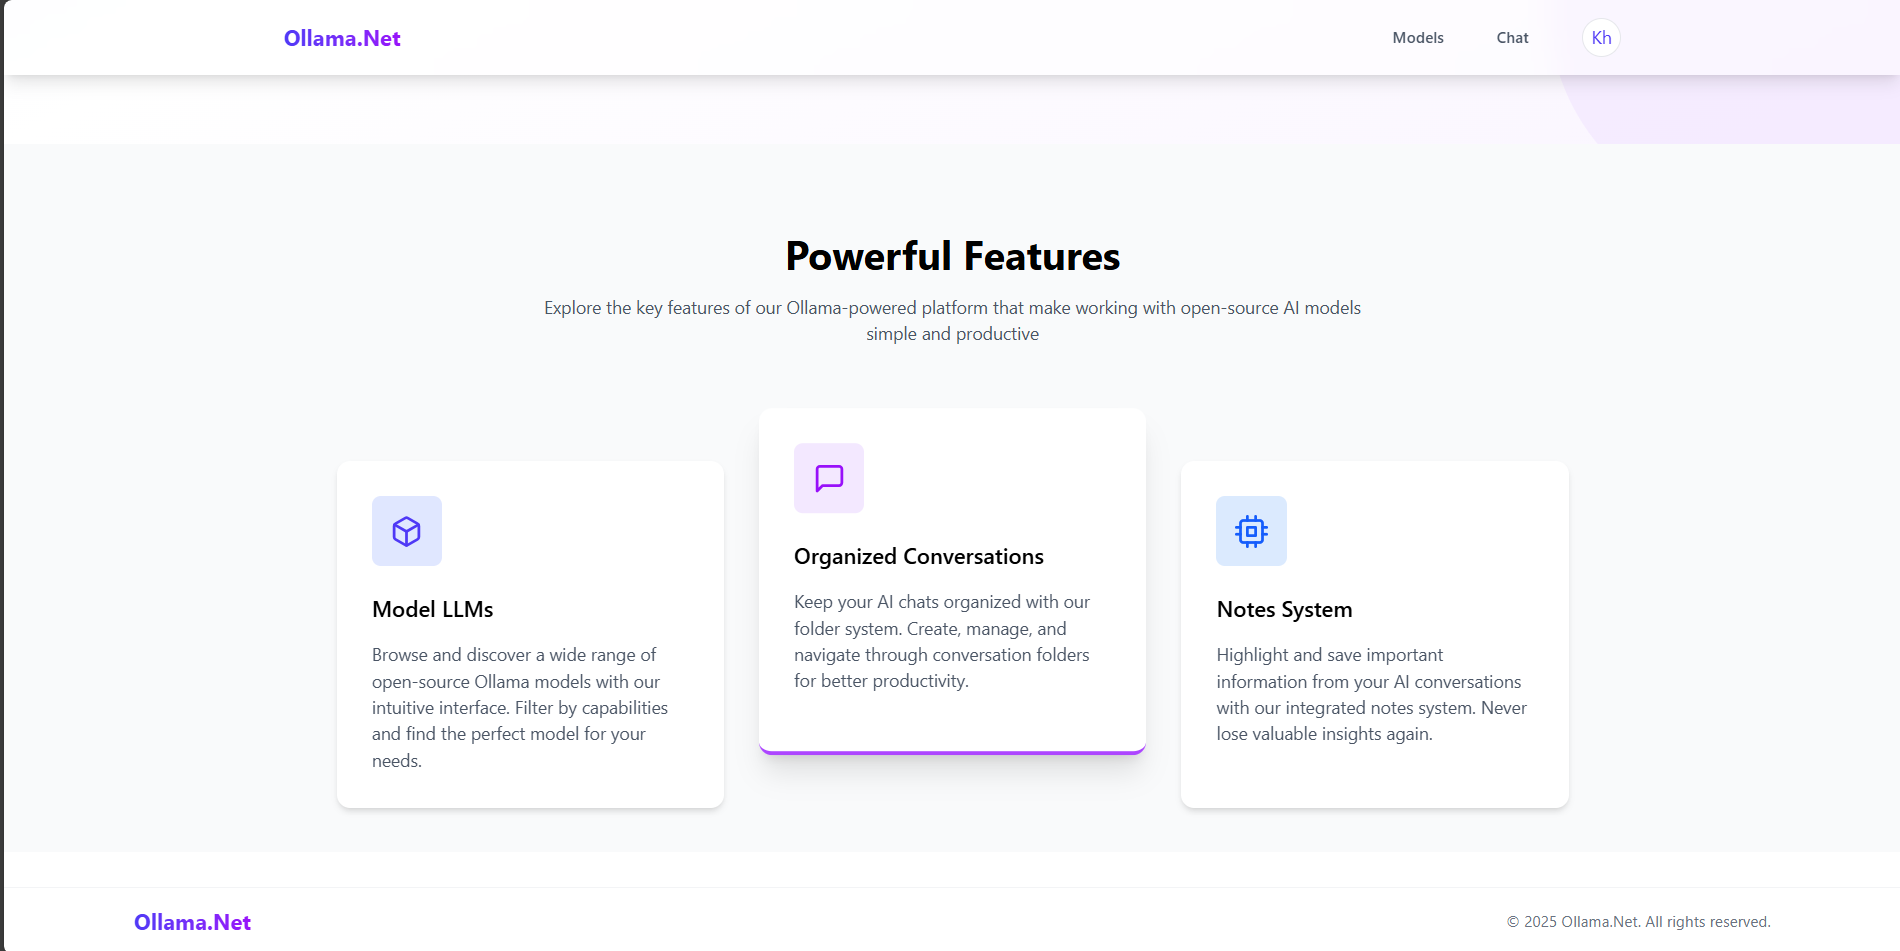 Ollama.Net
Models
Chat
Kh
Powerful Features
Explore the key features of our Ollama-powered platform that make working with open-source AI models
simple and productive
Model LLMs
Browse and discover a wide range of
open-source Ollama models with our
intuitive interface. Filter by capabilities
and find the perfect model for your
needs.
Organized Conversations
Keep your AI chats organized with our
folder system. Create, manage, and
navigate through conversation folders
for better productivity.
Notes System
Highlight and save important
information from your AI conversations
with our integrated notes system. Never
lose valuable insights again.
Ollama.Net
© 2025 Ollama.Net. All rights reserved.